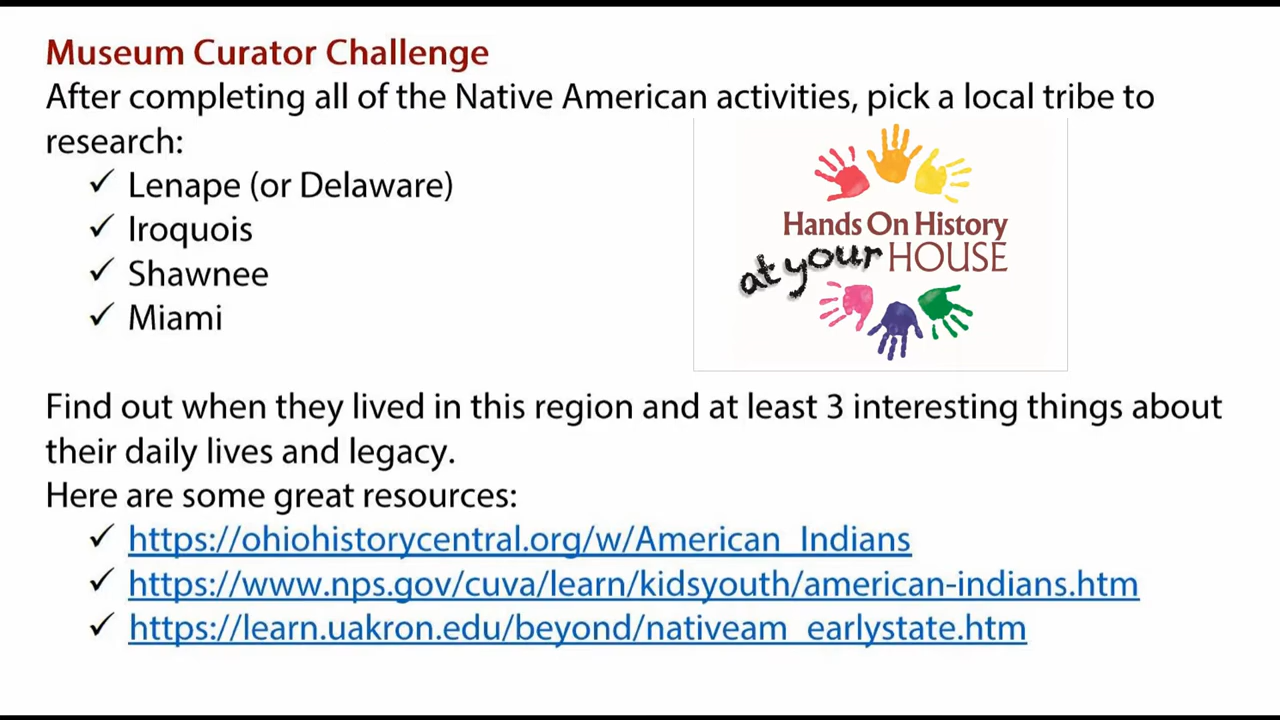 Museum Curator Challenge
After completing all of the Native American activities, pick a local tribe to
research:
✓ Lenape (or Delaware)
✓ Iroquois
✓ Shawnee
✓ Miami
Hands On History
at your HOUSE
Find out when they lived in this region and at least 3 interesting things about
their daily lives and legacy.
Here are some great resources:
✓ https://ohiohistorycentral.org/w/American_Indians
✓ https://www.nps.gov/cuva/learn/kidsyouth/american-indians.htm
✓ https://learn.uakron.edu/beyond/nativeam_earlystate.htm